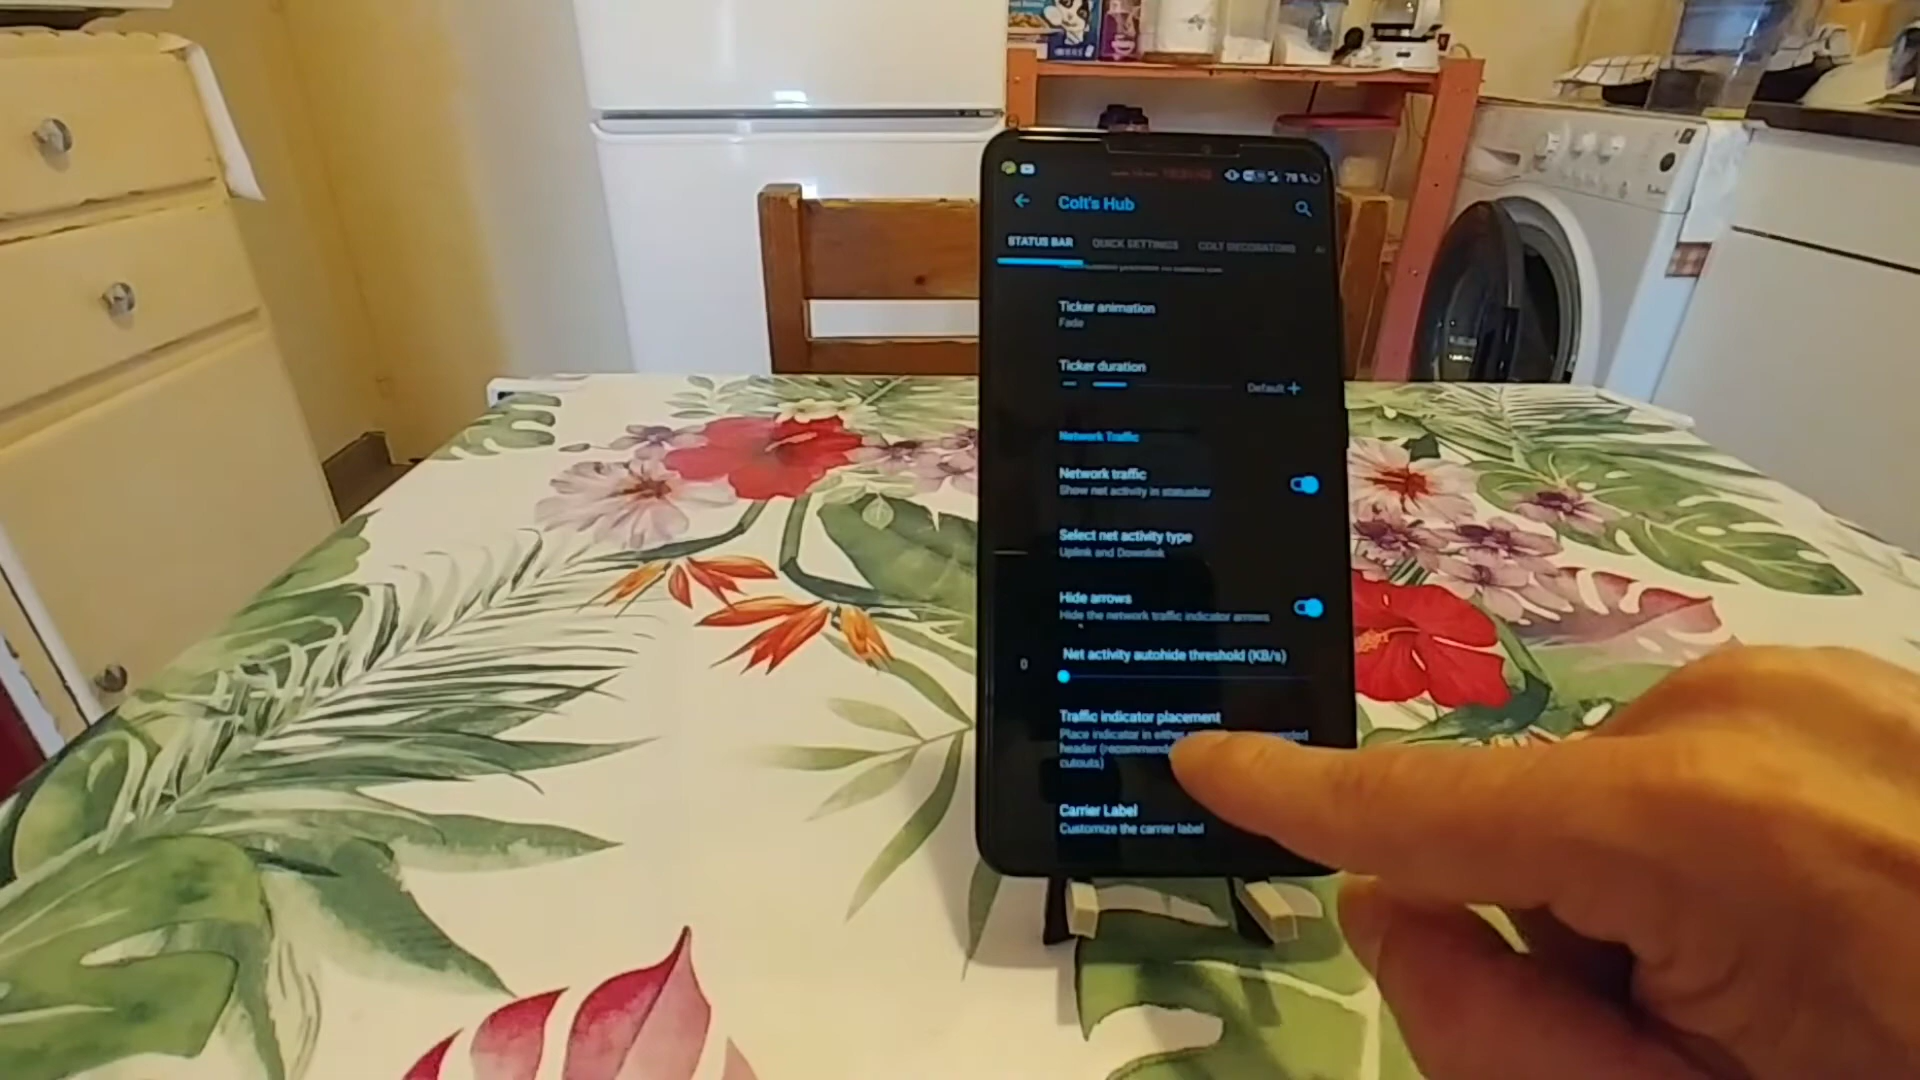 78%
Colt's Hub
STATUS BAR QUICK SETTINGS COLT DECORATIONS
Ticker animation
Fade
Ticker duration
Default +
Network Traffic
Network traffic
Show net activity in statusbar
Select net activity type
Uplink and Downlink
Hide arrows
Hide the network traffic indicator arrows
Net activity autohide threshold (KB/s)
0
Traffic indicator placement
Place indicator in either
header (recommended
cutouts)
Carrier Label
Customize the carrier label